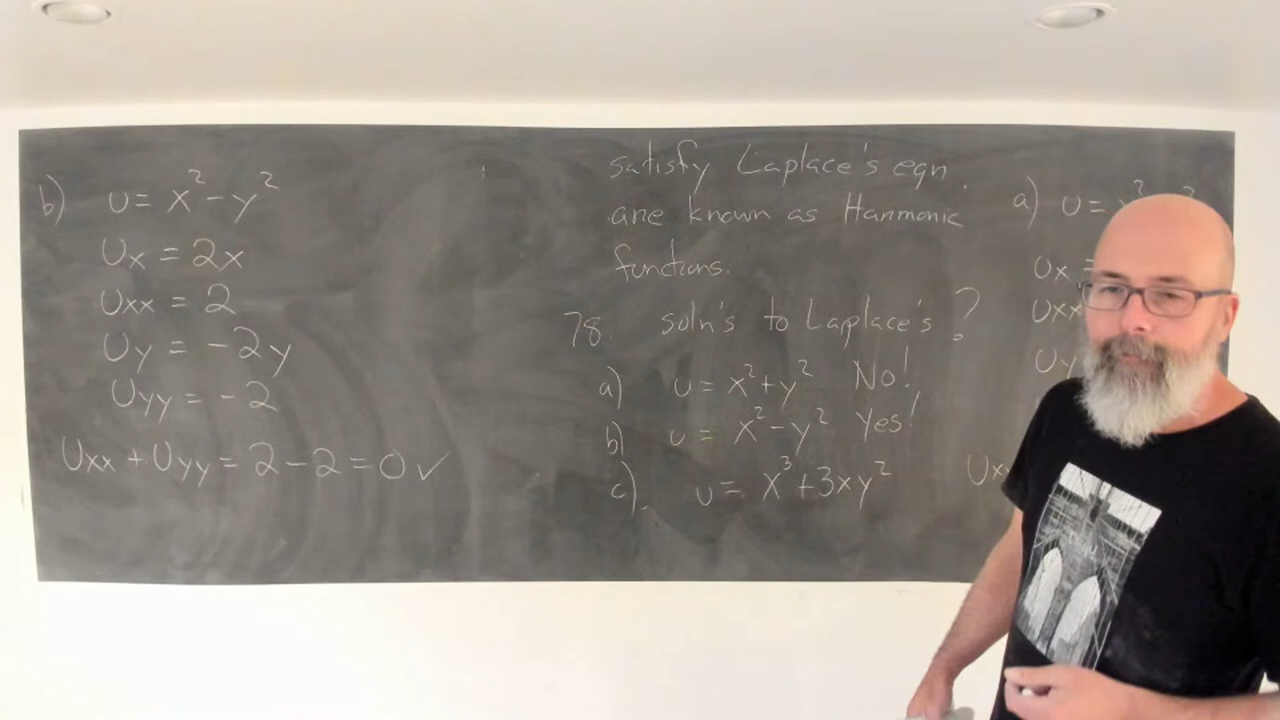 b) u = x² - y²
Ux = 2x
Uxx = 2
Uy = -2y
Uyy = -2
Uxx + Uyy = 2 - 2 = 0 ✓
satisfy Laplace's eqn.
are known as Harmonic
functions.
78. soln's to Laplace's ?
a) u = x² + y² No!
b) u = x² - y² Yes!
c). u = x³ + 3xy²
a) u = x²
Ux =
Uxx
Uy
Uxx